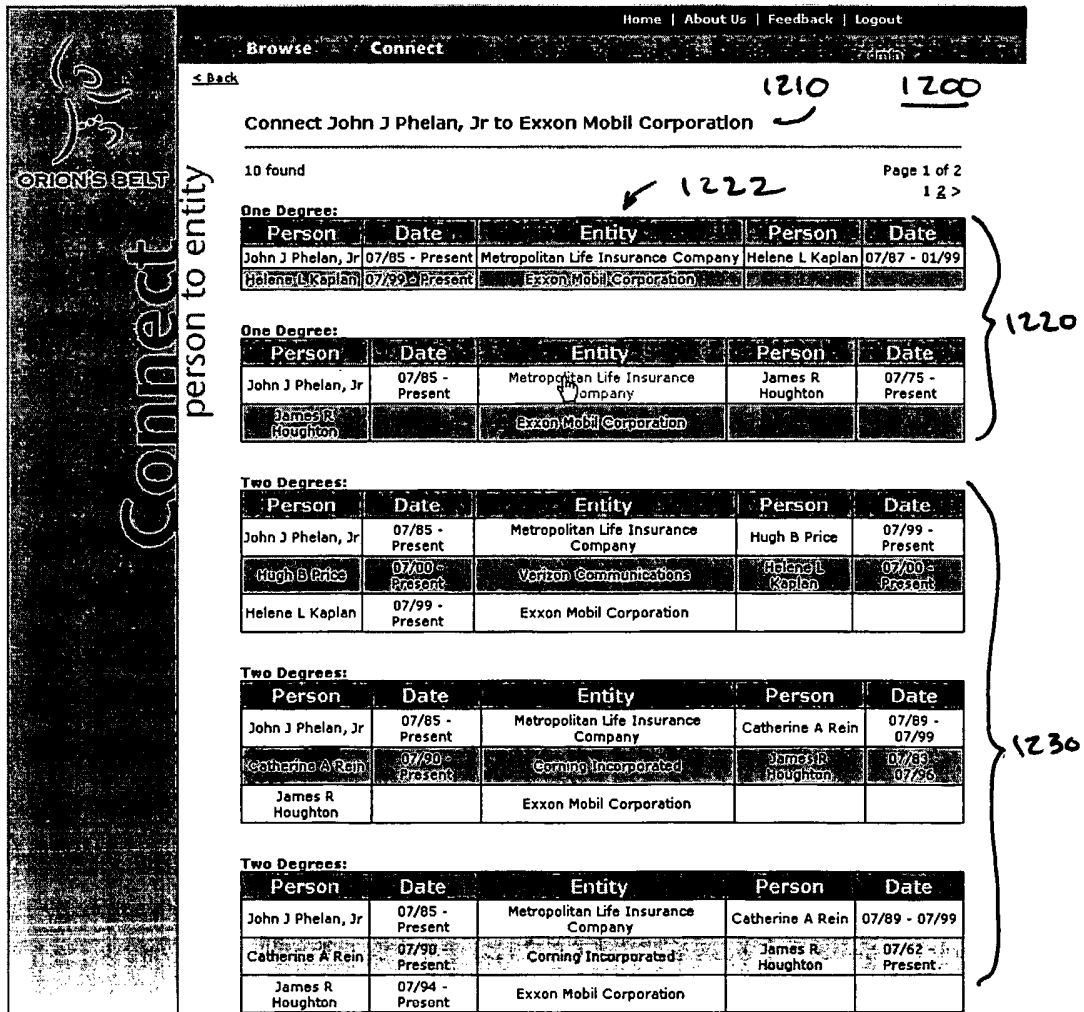 Home | About Us | Feedback | Logout
Browse Connect admin
< Back
1210 1200
Connect John J Phelan, Jr to Exxon Mobil Corporation
ORION'S BELT
Connect
person to entity
10 found Page 1 of 2
1 2 >
1222
One Degree:
Person Date Entity Person Date
John J Phelan, Jr 07/85 - Present Metropolitan Life Insurance Company Helene L Kaplan 07/87 - 01/99
Helene L Kaplan 07/99 - Present Exxon Mobil Corporation
1220
One Degree:
Person Date Entity Person Date
John J Phelan, Jr 07/85 - Present Metropolitan Life Insurance Company James R Houghton 07/75 - Present
James R Houghton Exxon Mobil Corporation
Two Degrees:
Person Date Entity Person Date
John J Phelan, Jr 07/85 - Present Metropolitan Life Insurance Company Hugh B Price 07/99 - Present
Hugh B Price 07/00 - Present Verizon Communications Helene L Kaplan 07/00 - Present
Helene L Kaplan 07/99 - Present Exxon Mobil Corporation
1230
Two Degrees:
Person Date Entity Person Date
John J Phelan, Jr 07/85 - Present Metropolitan Life Insurance Company Catherine A Rein 07/89 - 07/99
Catherine A Rein 07/90 - Present Corning Incorporated James R Houghton 07/83 - 07/96
James R Houghton Exxon Mobil Corporation
Two Degrees:
Person Date Entity Person Date
John J Phelan, Jr 07/85 - Present Metropolitan Life Insurance Company Catherine A Rein 07/89 - 07/99
Catherine A Rein 07/90 - Present Corning Incorporated James R Houghton 07/62 - Present
James R Houghton 07/94 - Present Exxon Mobil Corporation